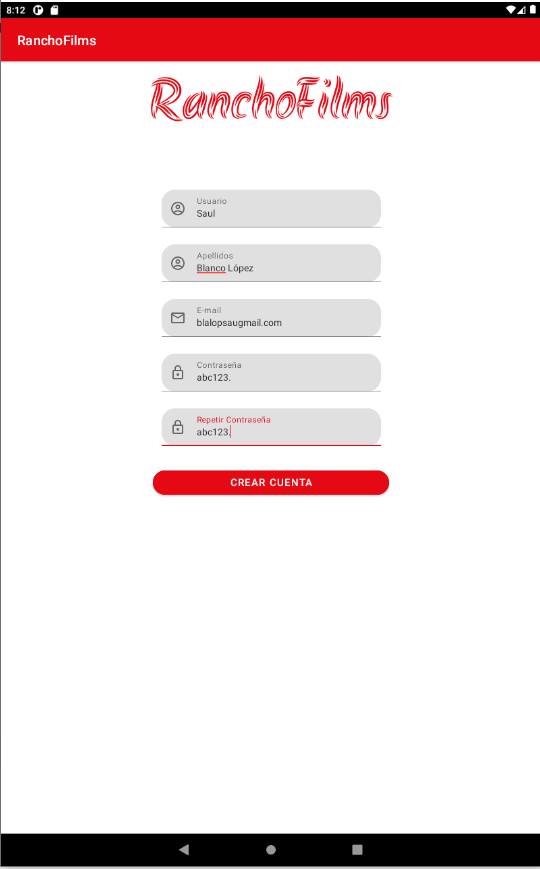 8:12
RanchoFilms
RanchoFilms
Usuario
Saul
Apellidos
Blanco López
E-mail
blalopsaugmail.com
Contraseña
abc123.
Repetir Contraseña
abc123.
CREAR CUENTA